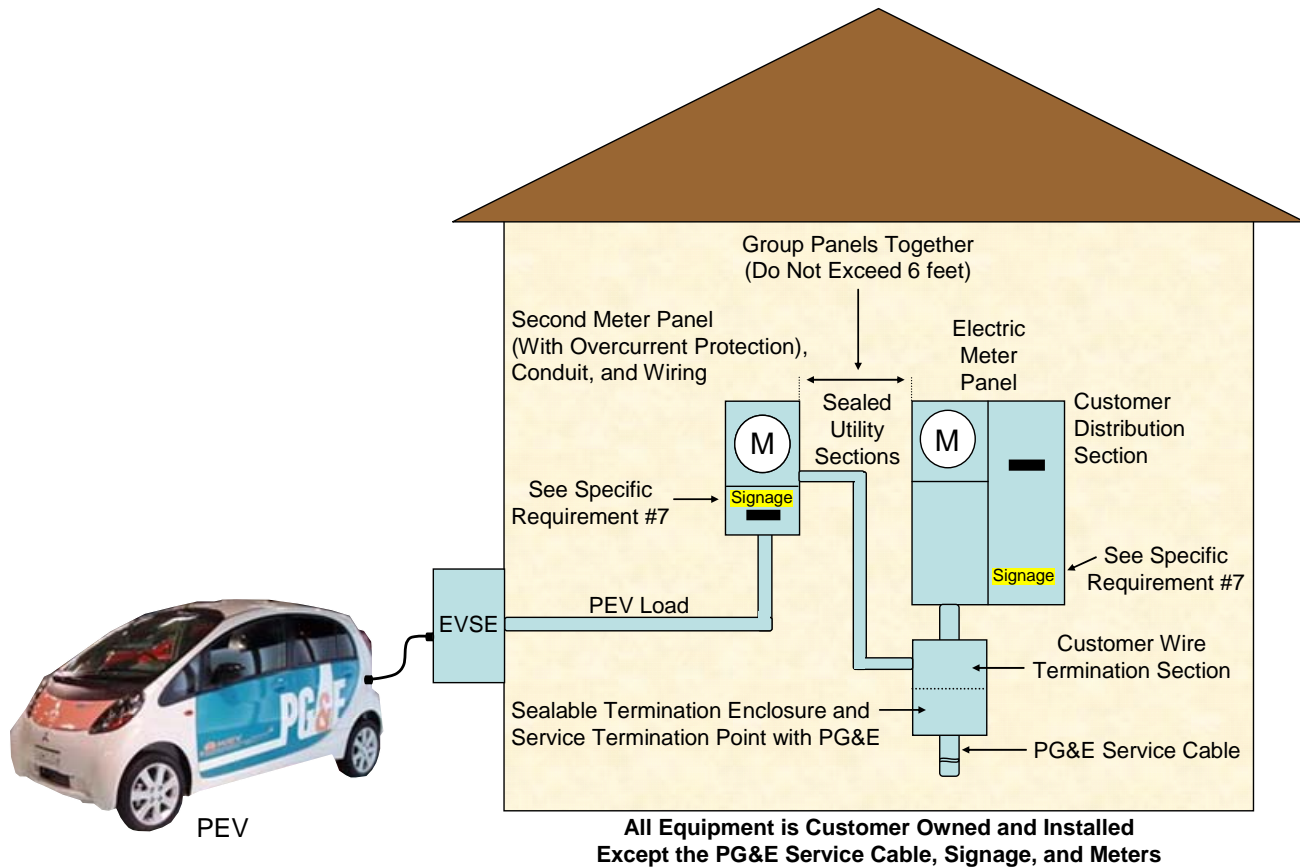 Group Panels Together
(Do Not Exceed 6 feet)
Second Meter Panel
(With Overcurrent Protection),
Conduit, and Wiring
Electric
Meter
Panel
Sealed
Utility
Sections
Customer
Distribution
Section
M
M
See Specific
Requirement #7
Signage
Signage
See Specific
Requirement #7
EVSE
PEV Load
Customer Wire
Termination Section
Sealable Termination Enclosure and
Service Termination Point with PG&E
PG&E Service Cable
PG&E
PEV
All Equipment is Customer Owned and Installed
Except the PG&E Service Cable, Signage, and Meters